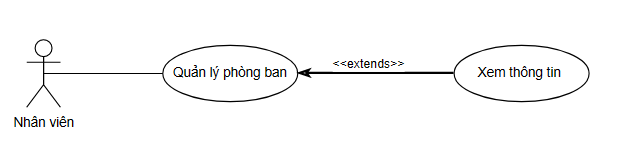 <<extends>>
Quản lý phòng ban
Xem thông tin
Nhân viên